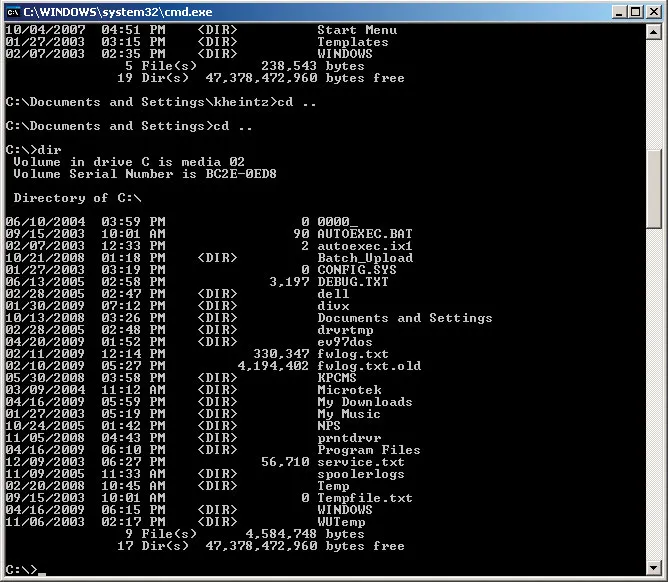 C:\WINDOWS\system32\cmd.exe
10/04/2007  04:51 PM    <DIR>          Start Menu
01/27/2003  03:15 PM    <DIR>          Templates
02/07/2003  02:35 PM    <DIR>          WINDOWS
5 File(s)        238,543 bytes
19 Dir(s)  47,378,472,960 bytes free
C:\Documents and Settings\kheintz>cd ..
C:\Documents and Settings>cd ..
C:\>dir
Volume in drive C is media 02
Volume Serial Number is BC2E-0ED8
Directory of C:\
06/10/2004  03:59 PM                 0 0000_
09/15/2003  10:01 AM                90 AUTOEXEC.BAT
02/07/2003  12:33 PM                 2 autoexec.ix1
10/21/2008  01:18 PM    <DIR>          Batch_Upload
01/27/2003  03:19 PM                 0 CONFIG.SYS
06/13/2005  02:58 PM             3,197 DEBUG.TXT
02/28/2005  02:47 PM    <DIR>          dell
01/30/2009  07:12 PM    <DIR>          divx
10/13/2008  03:26 PM    <DIR>          Documents and Settings
02/28/2005  02:48 PM    <DIR>          drvrtmp
04/20/2009  01:52 PM    <DIR>          ev97dos
02/11/2009  12:14 PM           330,347 fwlog.txt
02/10/2009  05:27 PM         4,194,402 fwlog.txt.old
05/30/2008  03:58 PM    <DIR>          KPCMS
03/09/2004  11:12 AM    <DIR>          Microtek
04/16/2009  05:59 PM    <DIR>          My Downloads
01/27/2003  05:19 PM    <DIR>          My Music
10/24/2005  01:42 PM    <DIR>          NPS
11/05/2008  04:43 PM    <DIR>          prntdrvr
04/16/2009  06:10 PM    <DIR>          Program Files
12/09/2003  06:27 PM            56,710 service.txt
11/09/2005  11:33 AM    <DIR>          spoolerlogs
02/20/2008  10:45 AM    <DIR>          Temp
09/15/2003  10:01 AM                 0 Tempfile.txt
04/16/2009  06:15 PM    <DIR>          WINDOWS
11/06/2003  02:17 PM    <DIR>          WUTemp
9 File(s)      4,584,748 bytes
17 Dir(s)  47,378,472,960 bytes free
C:\>_